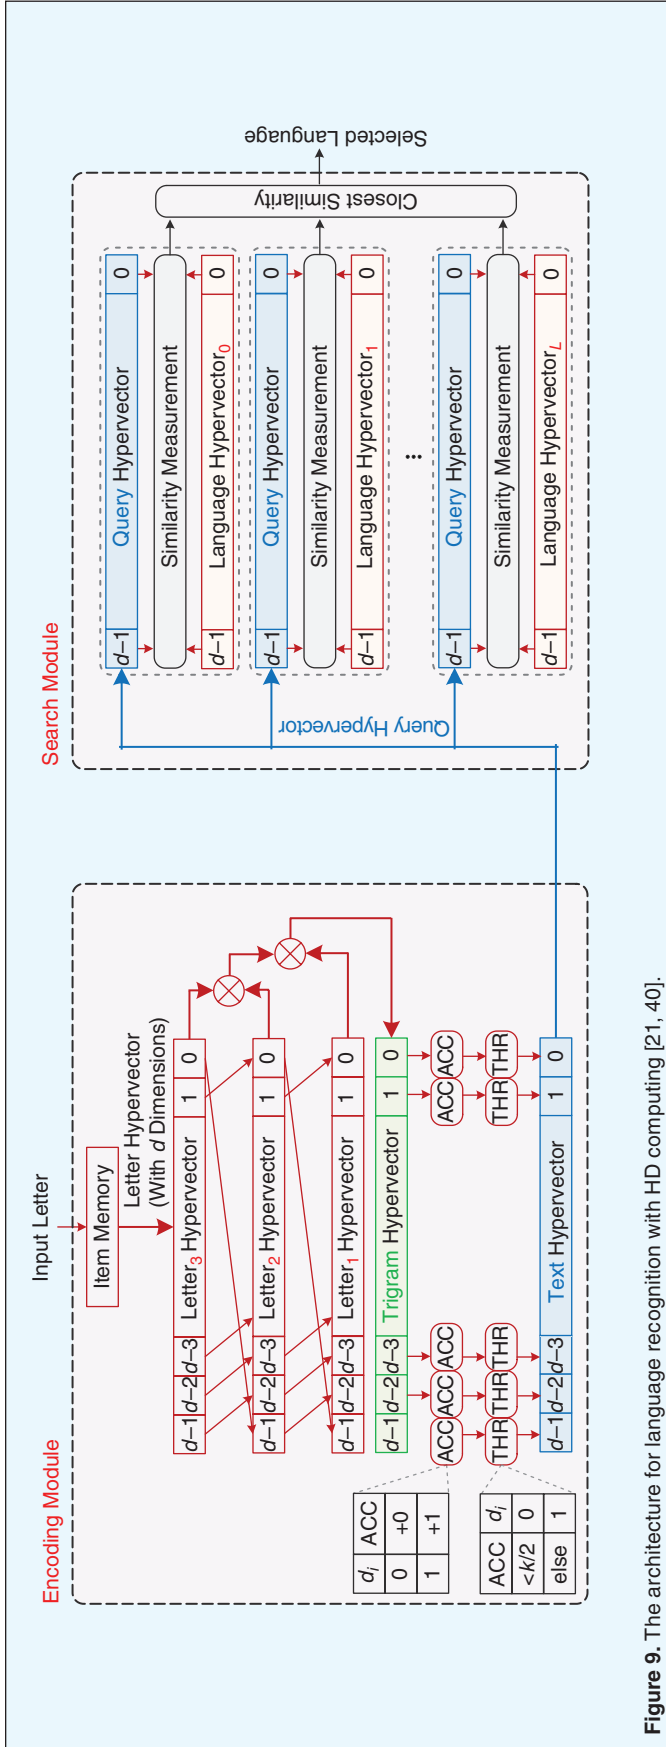 Encoding Module
Input Letter
Item Memory
Letter Hypervector
(With d Dimensions)
d–1 d–2 d–3 Letter3 Hypervector 1 0
d–1 d–2 d–3 Letter2 Hypervector 1 0
d–1 d–2 d–3 Letter1 Hypervector 1 0
d–1 d–2 d–3 Trigram Hypervector 1 0
ACC ACC ACC ACC ACC
THR THR THR THR THR
d–1 d–2 d–3 Text Hypervector 1 0
di ACC
0 +0
1 +1
ACC di
<k/2 0
else 1
Search Module
Query Hypervector
d–1 Query Hypervector 0
Similarity Measurement
d–1 Language Hypervector0 0
d–1 Query Hypervector 0
Similarity Measurement
d–1 Language Hypervector1 0
...
d–1 Query Hypervector 0
Similarity Measurement
d–1 Language HypervectorL 0
Closest Similarity
Selected Language
Figure 9. The architecture for language recognition with HD computing [21, 40].